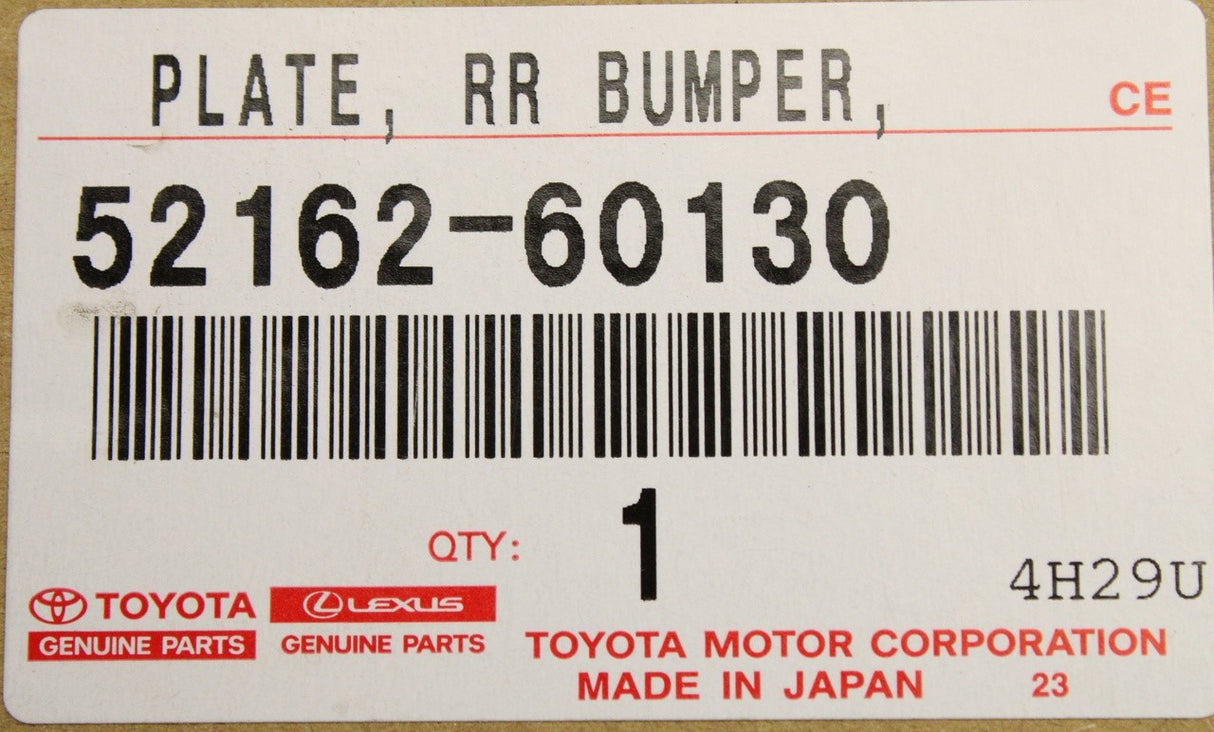 PLATE, RR BUMPER,
CE
52162-60130
QTY: 1
4H29U
TOYOTA
GENUINE PARTS
LEXUS
GENUINE PARTS
TOYOTA MOTOR CORPORATION
MADE IN JAPAN 23